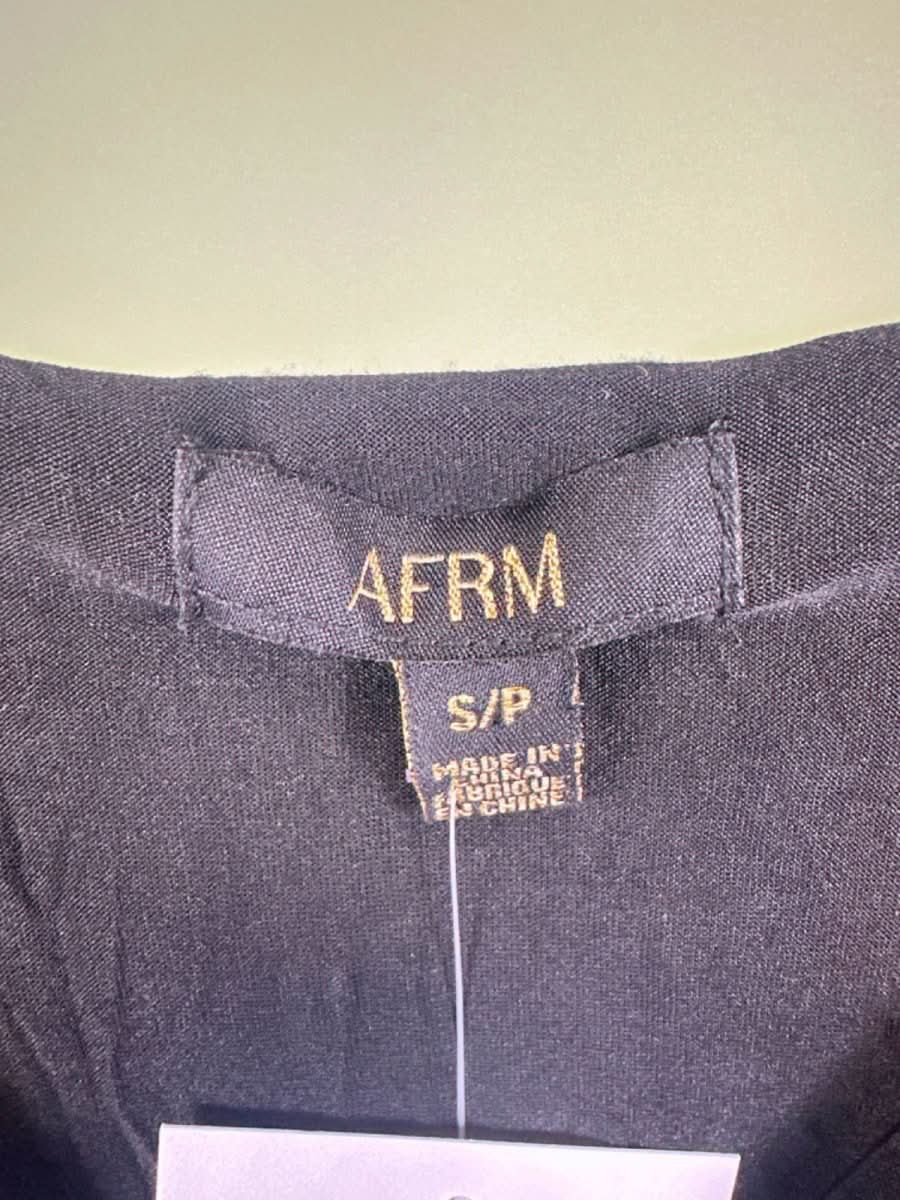 AFRM
S/P
MADE IN
CHINA
FABRIQUE
EN CHINE